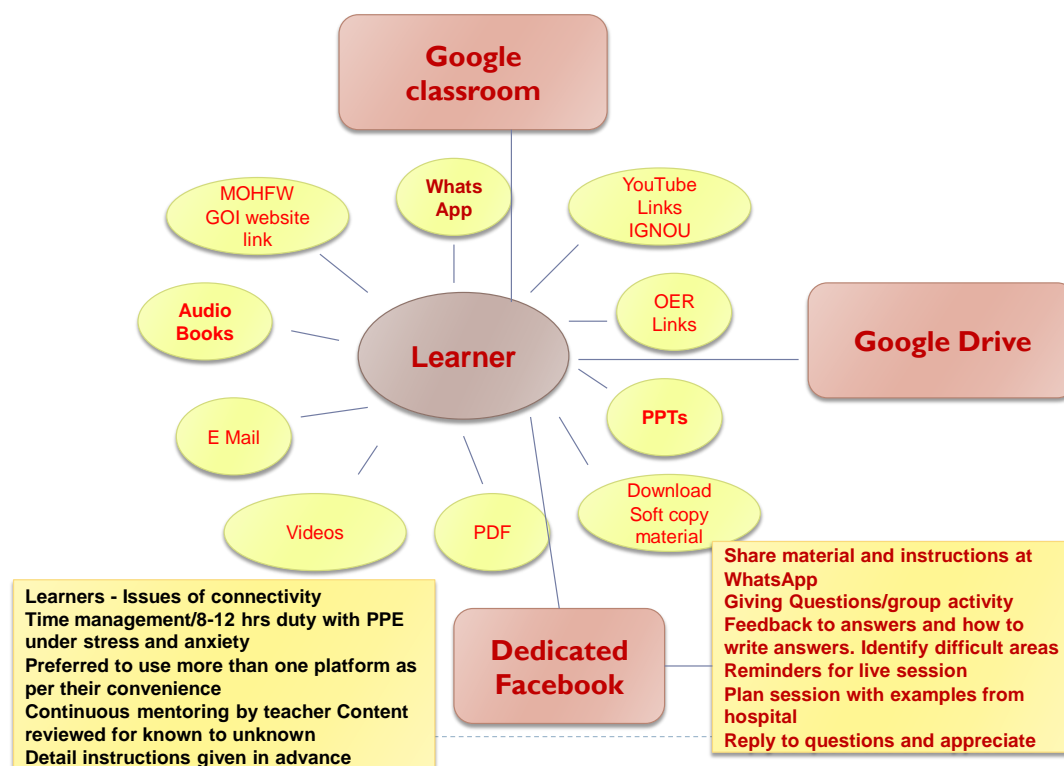 Google
classroom
MOHFW
GOI website
link
Whats
App
YouTube
Links
IGNOU
Audio
Books
Learner
OER
Links
Google Drive
E Mail
PPTs
Videos
PDF
Download
Soft copy
material
Dedicated
Facebook
Learners - Issues of connectivity
Time management/8-12 hrs duty with PPE
under stress and anxiety
Preferred to use more than one platform as
per their convenience
Continuous mentoring by teacher Content
reviewed for known to unknown
Detail instructions given in advance
Share material and instructions at
WhatsApp
Giving Questions/group activity
Feedback to answers and how to
write answers. Identify difficult areas
Reminders for live session
Plan session with examples from
hospital
Reply to questions and appreciate